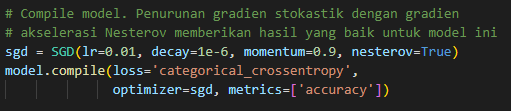 # Compile model. Penurunan gradien stokastik dengan gradien
# akselerasi Nesterov memberikan hasil yang baik untuk model ini
sgd = SGD(lr=0.01, decay=1e-6, momentum=0.9, nesterov=True)
model.compile(loss='categorical_crossentropy',
              optimizer=sgd, metrics=['accuracy'])